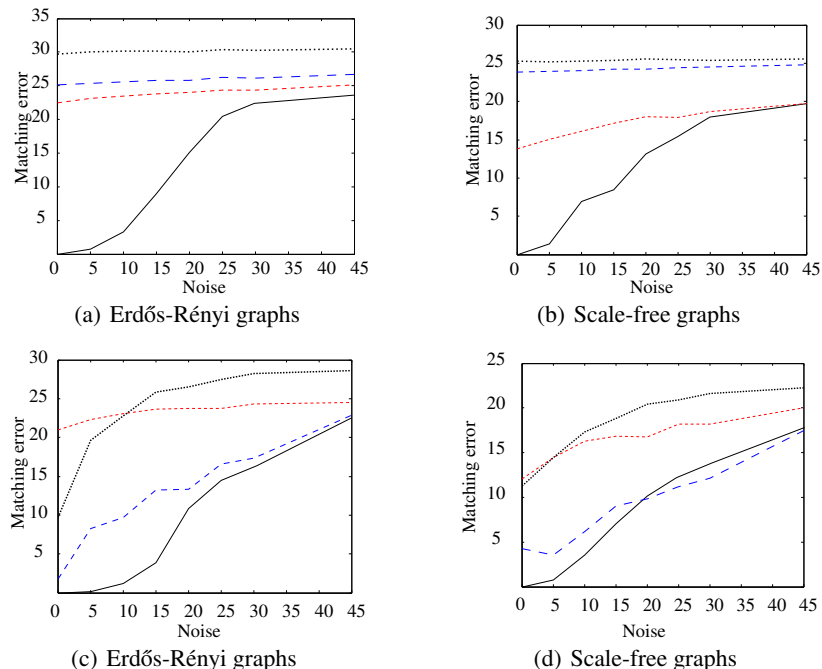 35
30
25
20
15
10
5
Matching error
0 5 10 15 20 25 30 35 40 45
Noise
(a) Erdős-Rényi graphs
30
25
20
15
10
5
Matching error
0 5 10 15 20 25 30 35 40 45
Noise
(b) Scale-free graphs
30
25
20
15
10
5
Matching error
0 5 10 15 20 25 30 35 40 45
Noise
(c) Erdős-Rényi graphs
25
20
15
10
5
Matching error
0 5 10 15 20 25 30 35 40 45
Noise
(d) Scale-free graphs